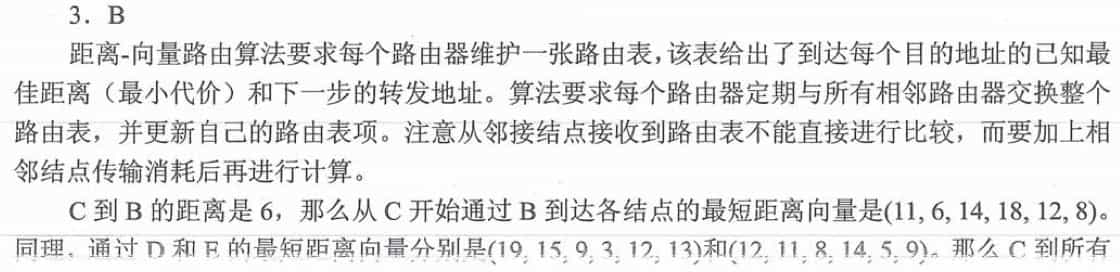 3．B
距离-向量路由算法要求每个路由器维护一张路由表，该表给出了到达每个目的地址的已知最
佳距离（最小代价）和下一步的转发地址。算法要求每个路由器定期与所有相邻路由器交换整个
路由表，并更新自己的路由表项。注意从邻接结点接收到路由表不能直接进行比较，而要加上相
邻结点传输消耗后再进行计算。
C 到 B 的距离是 6，那么从 C 开始通过 B 到达各结点的最短距离向量是(11, 6, 14, 18, 12, 8)。
同理，通过 D 和 E 的最短距离向量分别是(19, 15, 9, 3, 12, 13)和(12, 11, 8, 14, 5, 9)。那么 C 到所有